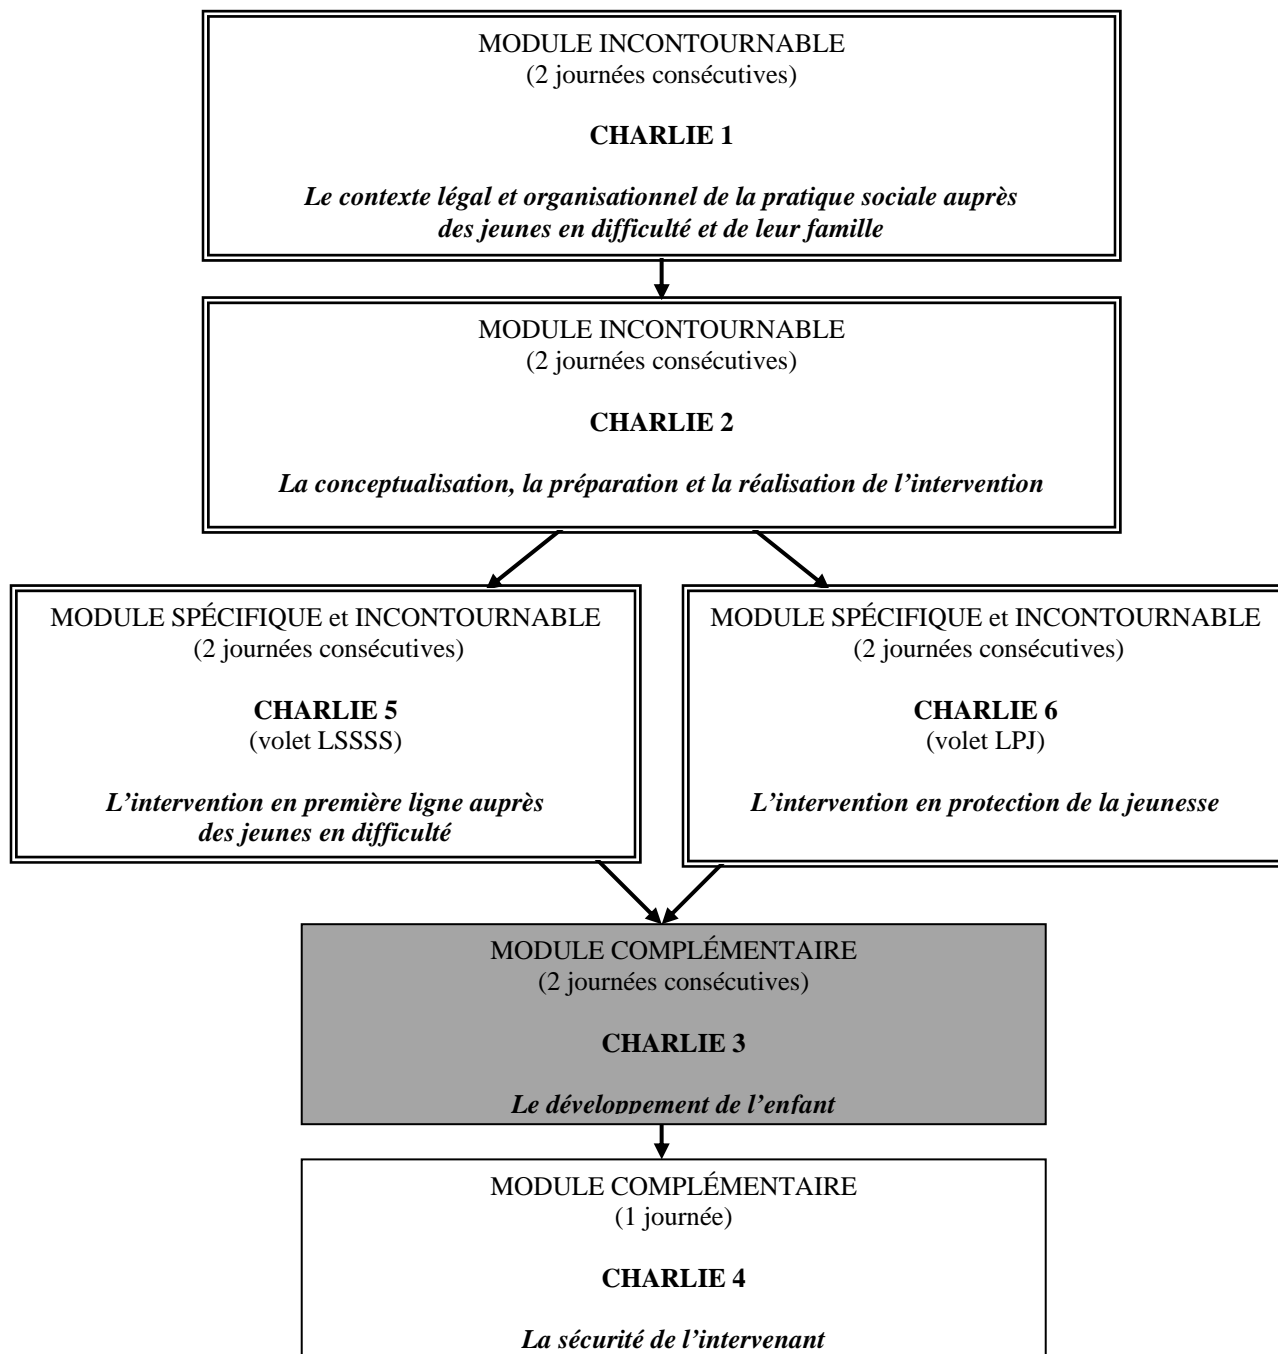 MODULE INCONTOURNABLE
(2 journées consécutives)
CHARLIE 1
Le contexte légal et organisationnel de la pratique sociale auprès
des jeunes en difficulté et de leur famille
MODULE INCONTOURNABLE
(2 journées consécutives)
CHARLIE 2
La conceptualisation, la préparation et la réalisation de l’intervention
MODULE SPÉCIFIQUE et INCONTOURNABLE
(2 journées consécutives)
CHARLIE 5
(volet LSSSS)
L’intervention en première ligne auprès
des jeunes en difficulté
MODULE SPÉCIFIQUE et INCONTOURNABLE
(2 journées consécutives)
CHARLIE 6
(volet LPJ)
L’intervention en protection de la jeunesse
MODULE COMPLÉMENTAIRE
(2 journées consécutives)
CHARLIE 3
Le développement de l’enfant
MODULE COMPLÉMENTAIRE
(1 journée)
CHARLIE 4
La sécurité de l’intervenant